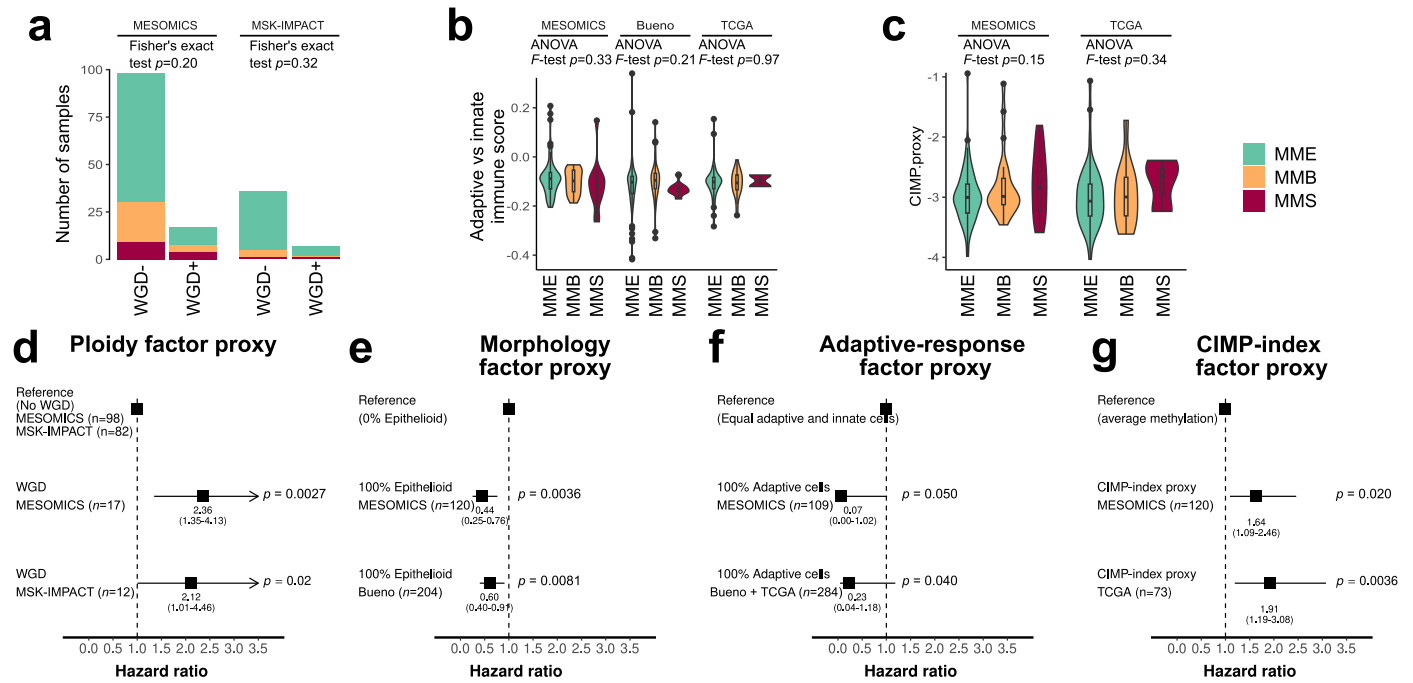 a
MESOMICS
MSK-IMPACT
Fisher's exact
test p=0.20
Fisher's exact
test p=0.32
Number of samples
100
75
50
25
0
WGD-
WGD+
WGD-
WGD+
b
MESOMICS
Bueno
TCGA
ANOVA
F-test p=0.33
ANOVA
F-test p=0.21
ANOVA
F-test p=0.97
Adaptive vs innate
immune score
0.2
0.0
-0.2
-0.4
MME
MMB
MMS
MME
MMB
MMS
MME
MMB
MMS
c
MESOMICS
TCGA
ANOVA
F-test p=0.15
ANOVA
F-test p=0.34
CIMP.proxy
-1
-2
-3
-4
MME
MMB
MMS
MME
MMB
MMS
MME
MMB
MMS
d
Ploidy factor proxy
Reference
(No WGD)
MESOMICS (n=98)
MSK-IMPACT (n=82)
WGD
MESOMICS (n=17)
p = 0.0027
2.36
(1.35-4.13)
WGD
MSK-IMPACT (n=12)
p = 0.02
2.12
(1.01-4.46)
0.0 0.5 1.0 1.5 2.0 2.5 3.0 3.5
Hazard ratio
e
Morphology
factor proxy
Reference
(0% Epithelioid)
100% Epithelioid
MESOMICS (n=120)
p = 0.0036
0.44
(0.25-0.76)
100% Epithelioid
Bueno (n=204)
p = 0.0081
0.60
(0.40-0.91)
0.0 0.5 1.0 1.5 2.0 2.5 3.0 3.5
Hazard ratio
f
Adaptive-response
factor proxy
Reference
(Equal adaptive and innate cells)
100% Adaptive cells
MESOMICS (n=109)
p = 0.050
0.07
(0.00-1.02)
100% Adaptive cells
Bueno + TCGA (n=284)
p = 0.040
0.23
(0.04-1.18)
0.0 0.5 1.0 1.5 2.0 2.5 3.0 3.5
Hazard ratio
g
CIMP-index
factor proxy
Reference
(average methylation)
CIMP-index proxy
MESOMICS (n=120)
p = 0.020
1.64
(1.09-2.46)
CIMP-index proxy
TCGA (n=73)
p = 0.0036
1.91
(1.19-3.08)
0.0 0.5 1.0 1.5 2.0 2.5 3.0 3.5
Hazard ratio